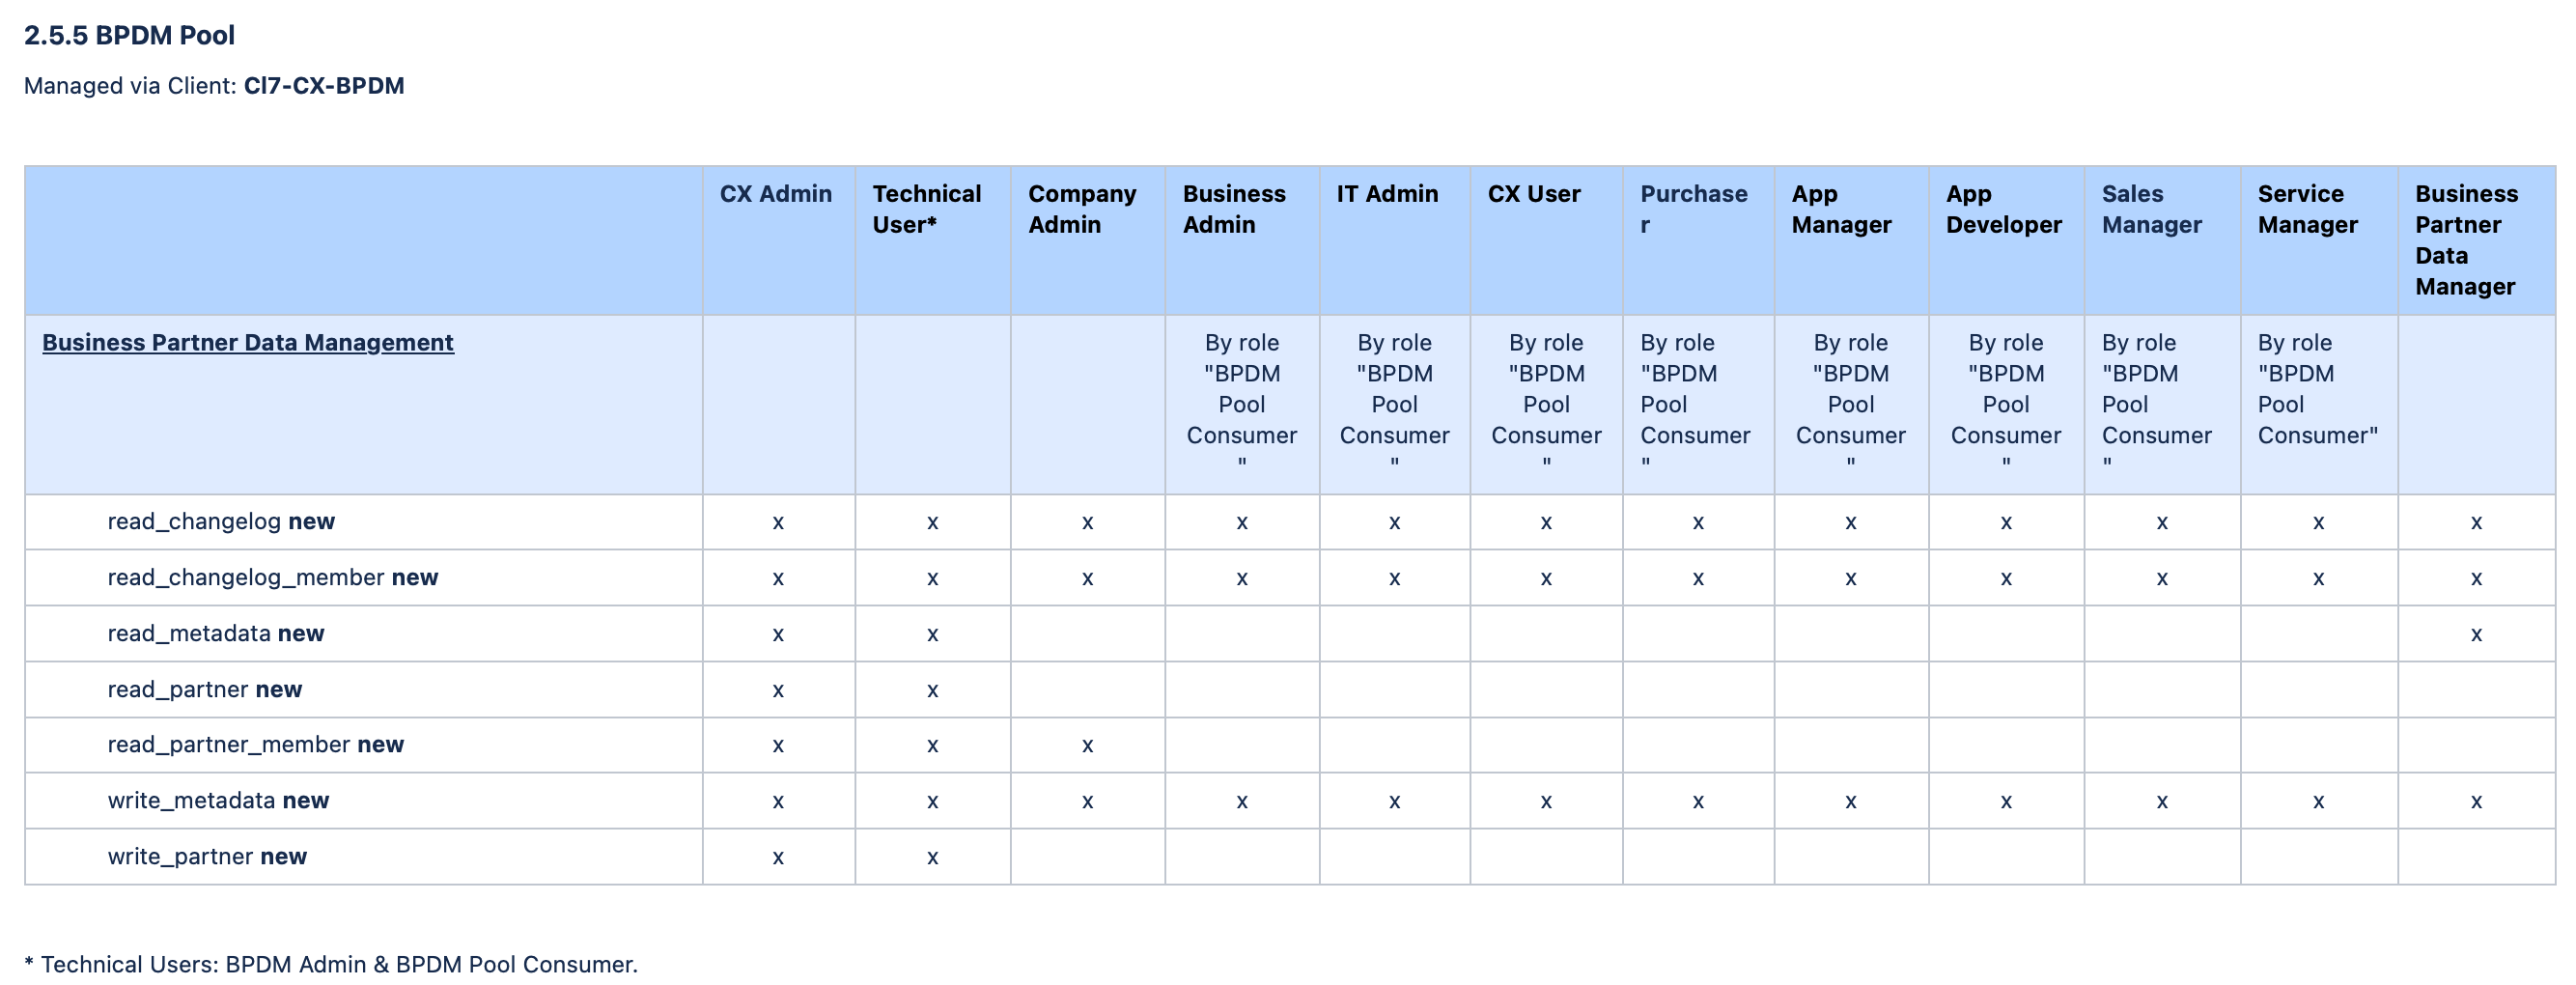 2.5.5 BPDM Pool
Managed via Client: Cl7-CX-BPDM
CX Admin
Technical
User*
Company
Admin
Business
Admin
IT Admin
CX User
Purchase
r
App
Manager
App
Developer
Sales
Manager
Service
Manager
Business
Partner
Data
Manager
Business Partner Data Management
By role
"BPDM
Pool
Consumer
"
By role
"BPDM
Pool
Consumer
"
By role
"BPDM
Pool
Consumer
"
By role
"BPDM
Pool
Consumer
"
By role
"BPDM
Pool
Consumer
"
By role
"BPDM
Pool
Consumer
"
By role
"BPDM
Pool
Consumer
"
By role
"BPDM
Pool
Consumer"
read_changelog new x x x x x x x x x x x x
read_changelog_member new x x x x x x x x x x x x
read_metadata new x x x
read_partner new x x
read_partner_member new x x x
write_metadata new x x x x x x x x x x x x
write_partner new x x
* Technical Users: BPDM Admin & BPDM Pool Consumer.